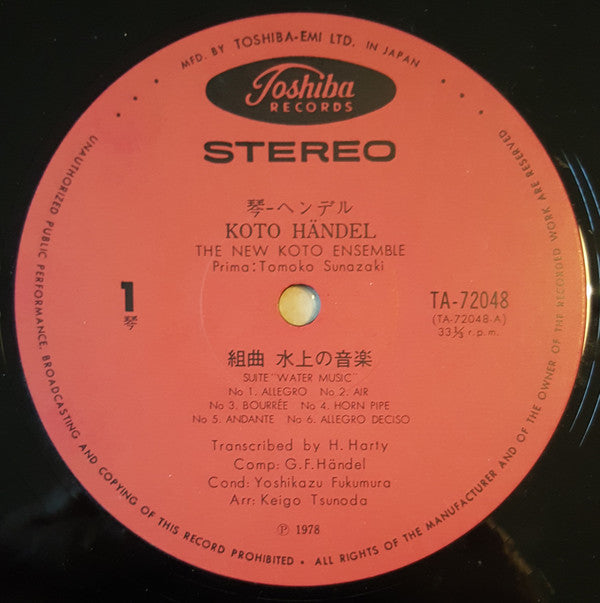 MFD. BY TOSHIBA-EMI LTD. IN JAPAN
Toshiba
RECORDS
STEREO
琴-ヘンデル
KOTO HÄNDEL
THE NEW KOTO ENSEMBLE
Prima:Tomoko Sunazaki
1
琴
TA-72048
(TA-72048-A)
33⅓ r.p.m.
組曲 水上の音楽
SUITE "WATER MUSIC"
No 1. ALLEGRO No 2. AIR
No 3. BOURRÉE No 4. HORN PIPE
No 5. ANDANTE No 6. ALLEGRO DECISO
Transcribed by H. Harty
Comp: G.F.Händel
Cond: Yoshikazu Fukumura
Arr: Keigo Tsunoda
℗ 1978
UNAUTHORIZED PUBLIC PERFORMANCE, BROADCASTING AND COPYING OF THIS RECORD PROHIBITED • ALL RIGHTS OF THE MANUFACTURER AND OF THE OWNER OF THE RECORDED WORK ARE RESERVED